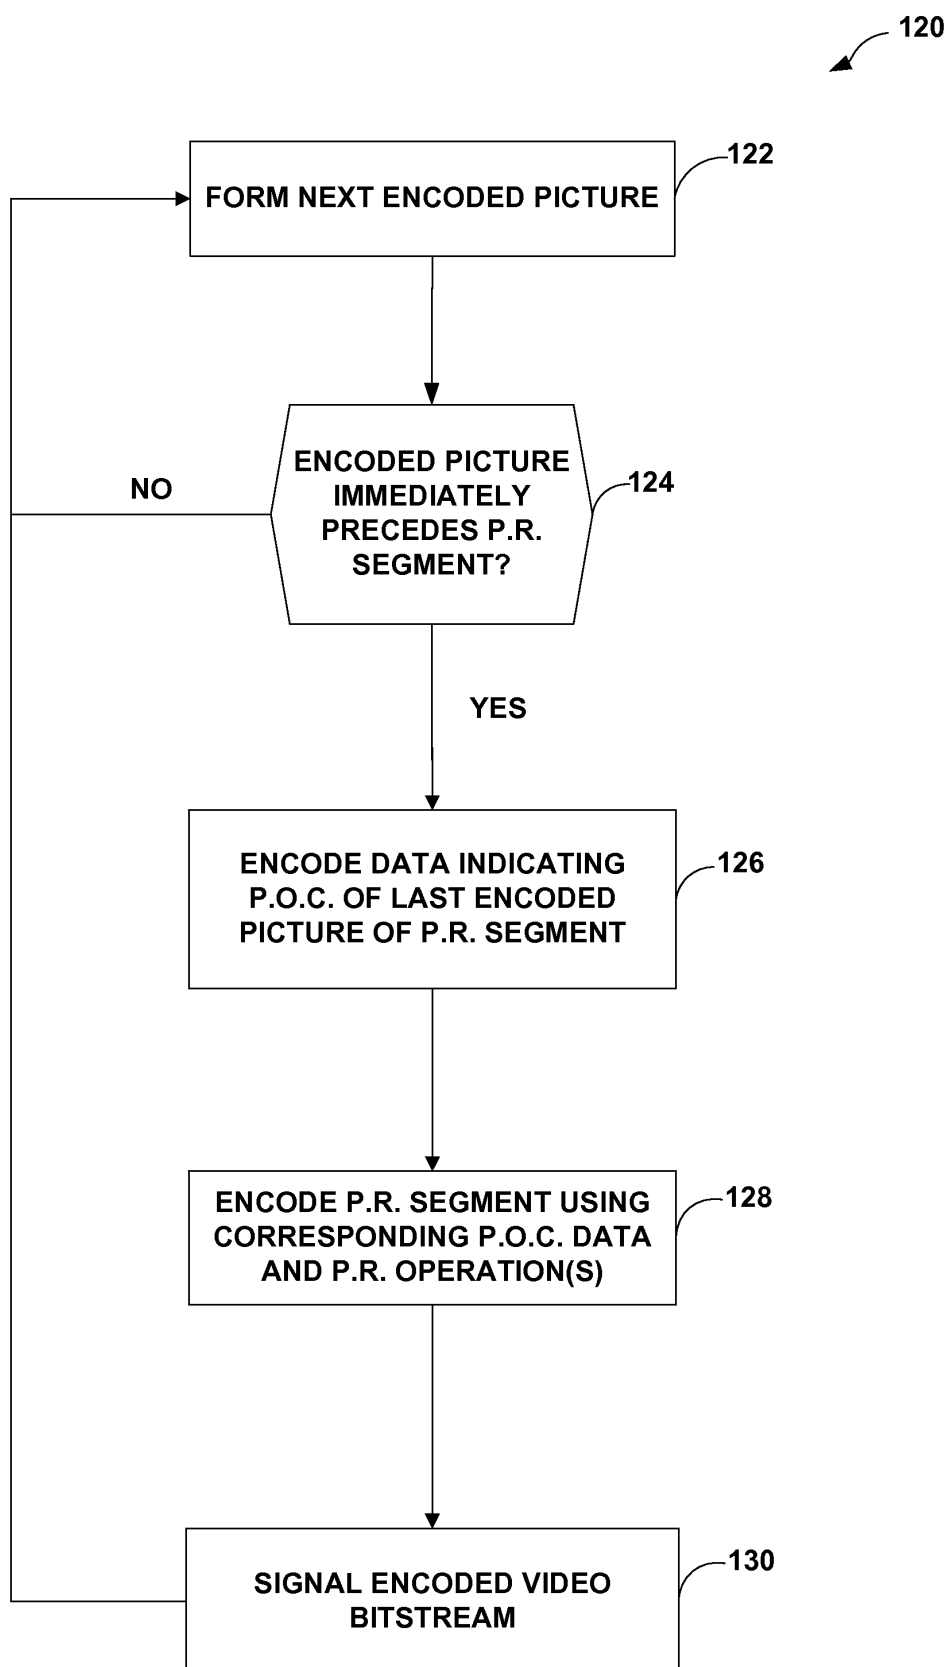 120
122
FORM NEXT ENCODED PICTURE
ENCODED PICTURE
IMMEDIATELY
PRECEDES P.R.
SEGMENT?
124
NO
YES
ENCODE DATA INDICATING
P.O.C. OF LAST ENCODED
PICTURE OF P.R. SEGMENT
126
ENCODE P.R. SEGMENT USING
CORRESPONDING P.O.C. DATA
AND P.R. OPERATION(S)
128
SIGNAL ENCODED VIDEO
BITSTREAM
130